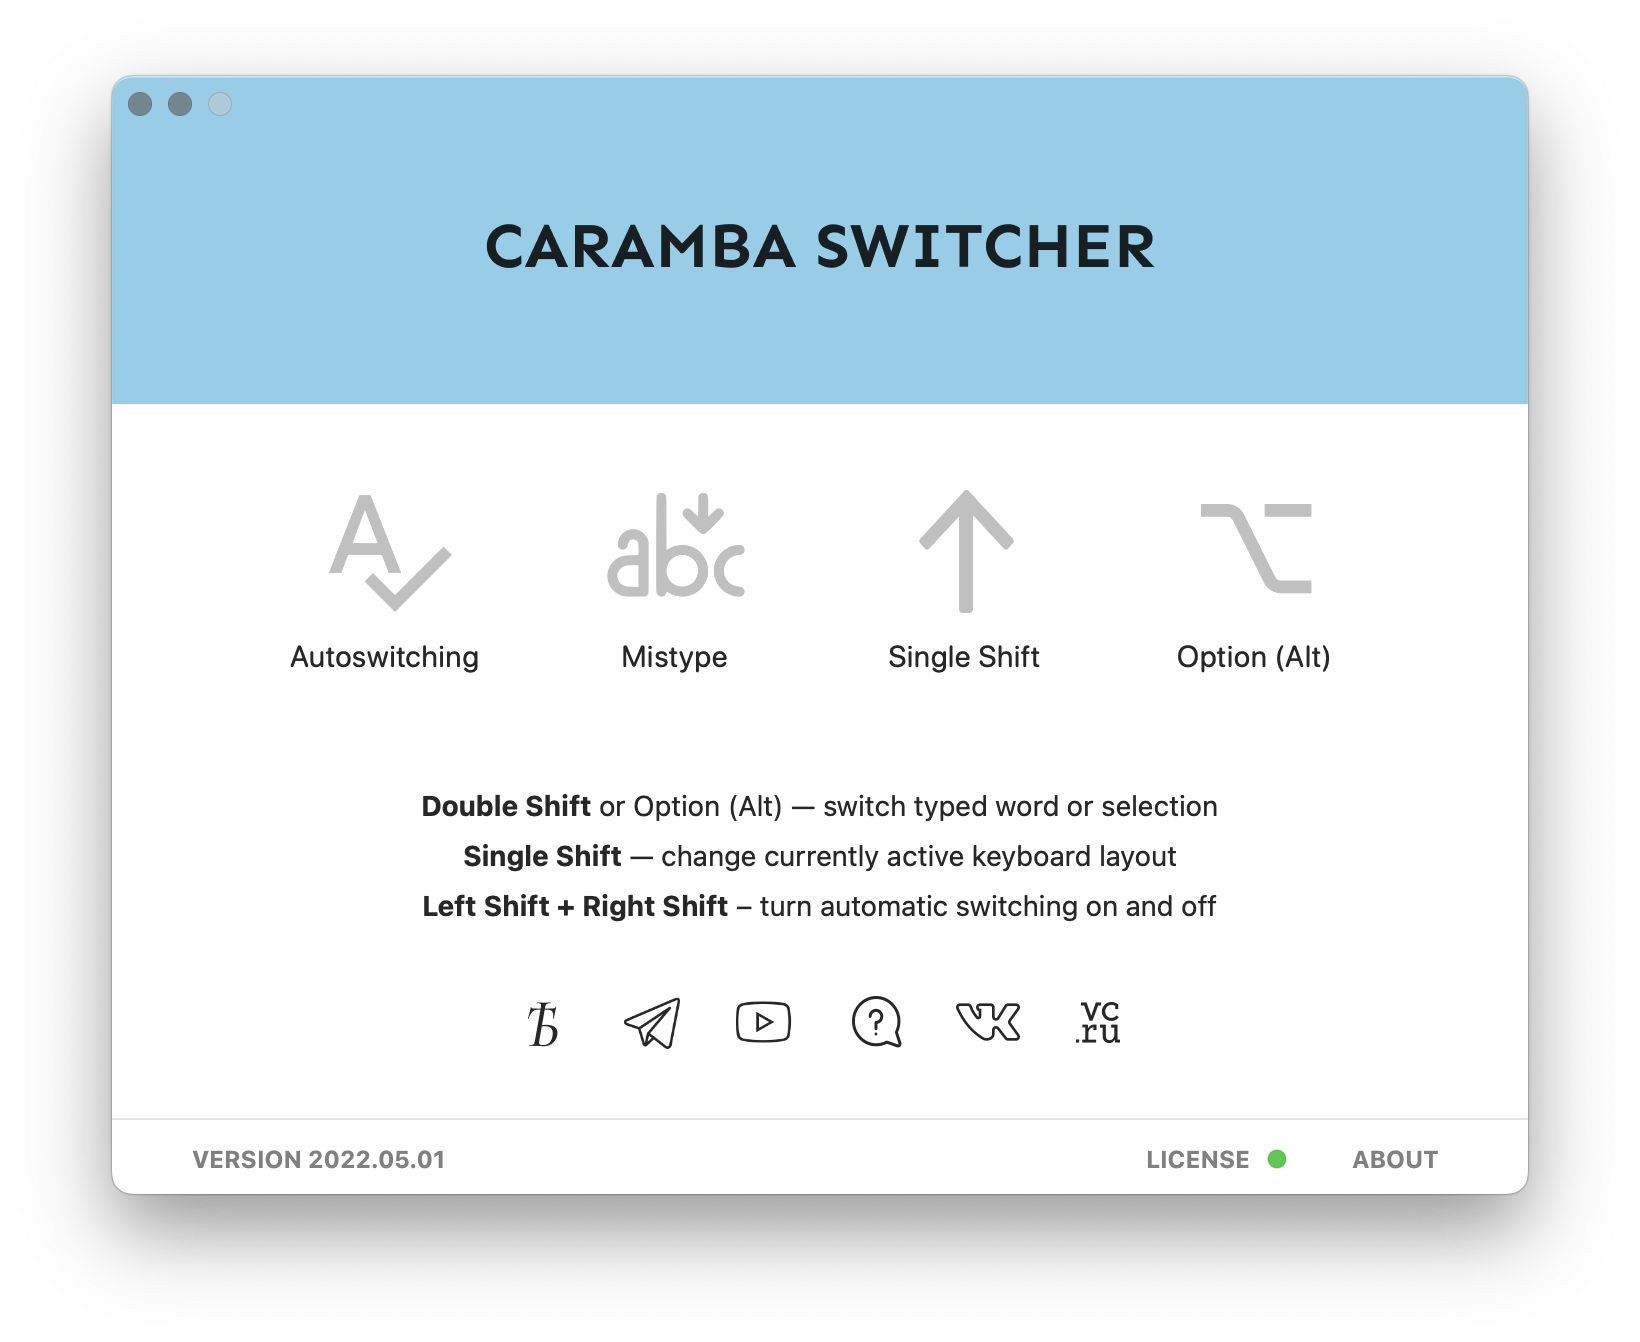 CARAMBA SWITCHER
A
abc
Autoswitching
Mistype
Single Shift
Option (Alt)
Double Shift or Option (Alt) — switch typed word or selection
Single Shift — change currently active keyboard layout
Left Shift + Right Shift – turn automatic switching on and off
Ѣ
?
vc
.ru
VERSION 2022.05.01
LICENSE
ABOUT